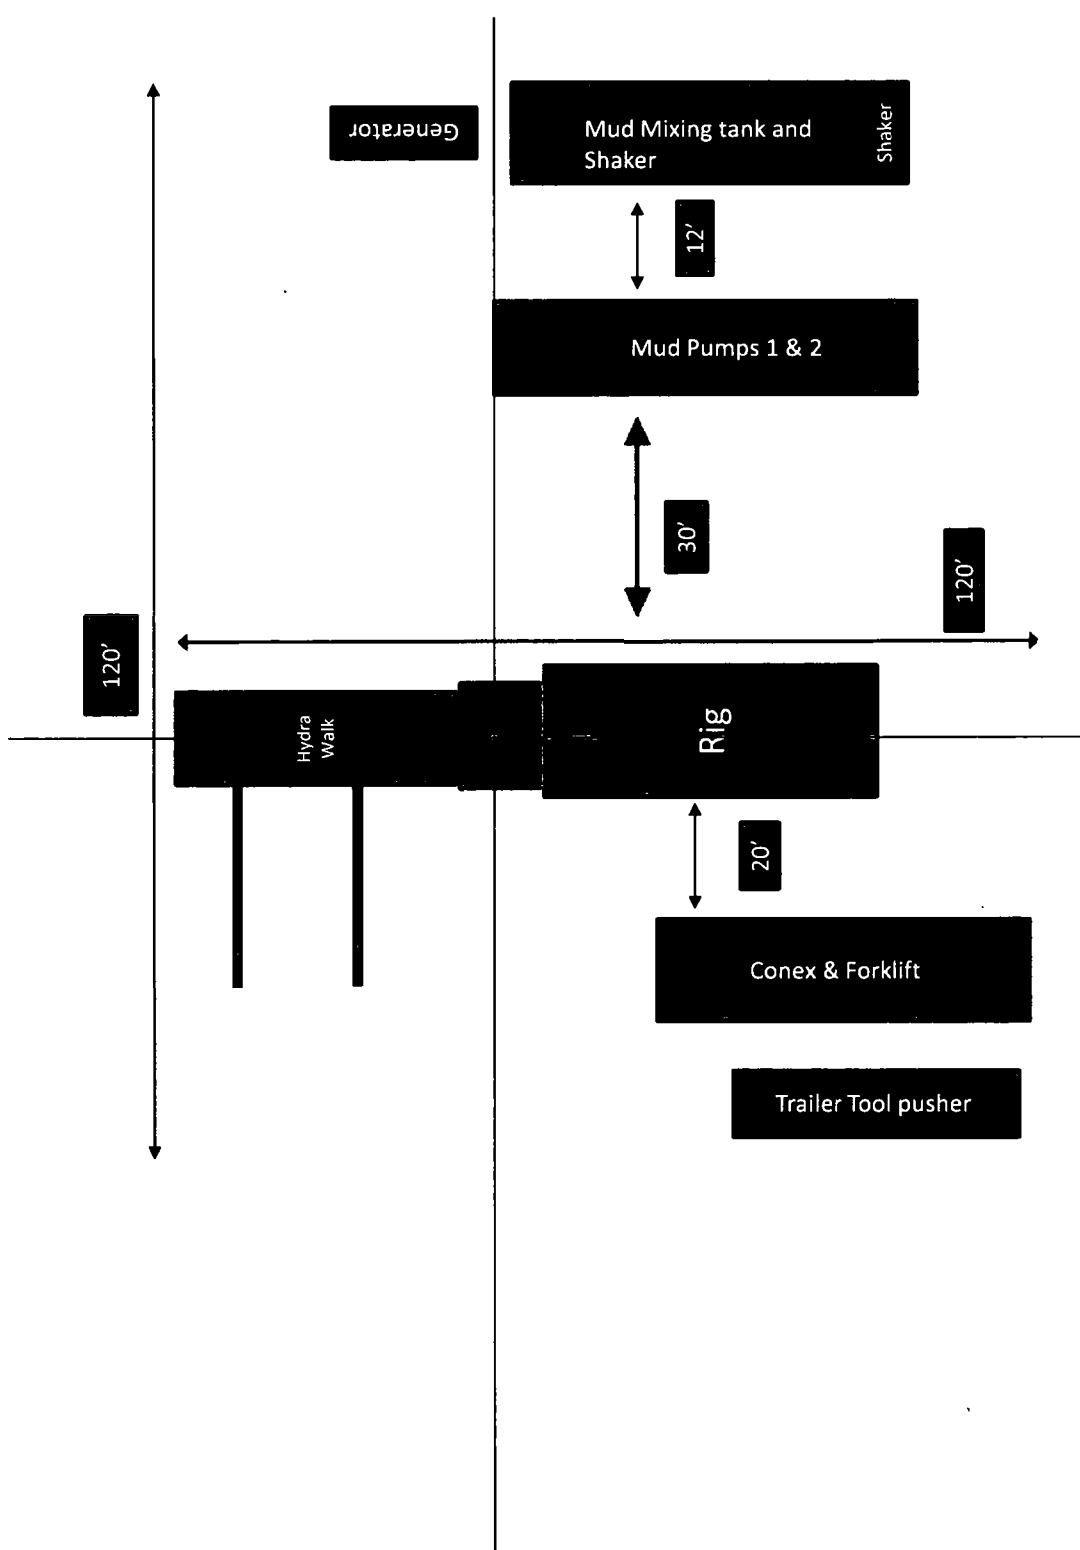 Generator
Mud Mixing tank and
Shaker
Shaker
12'
Mud Pumps 1 & 2
30'
120'
120'
Hydra
Walk
Rig
20'
Conex & Forklift
Trailer Tool pusher